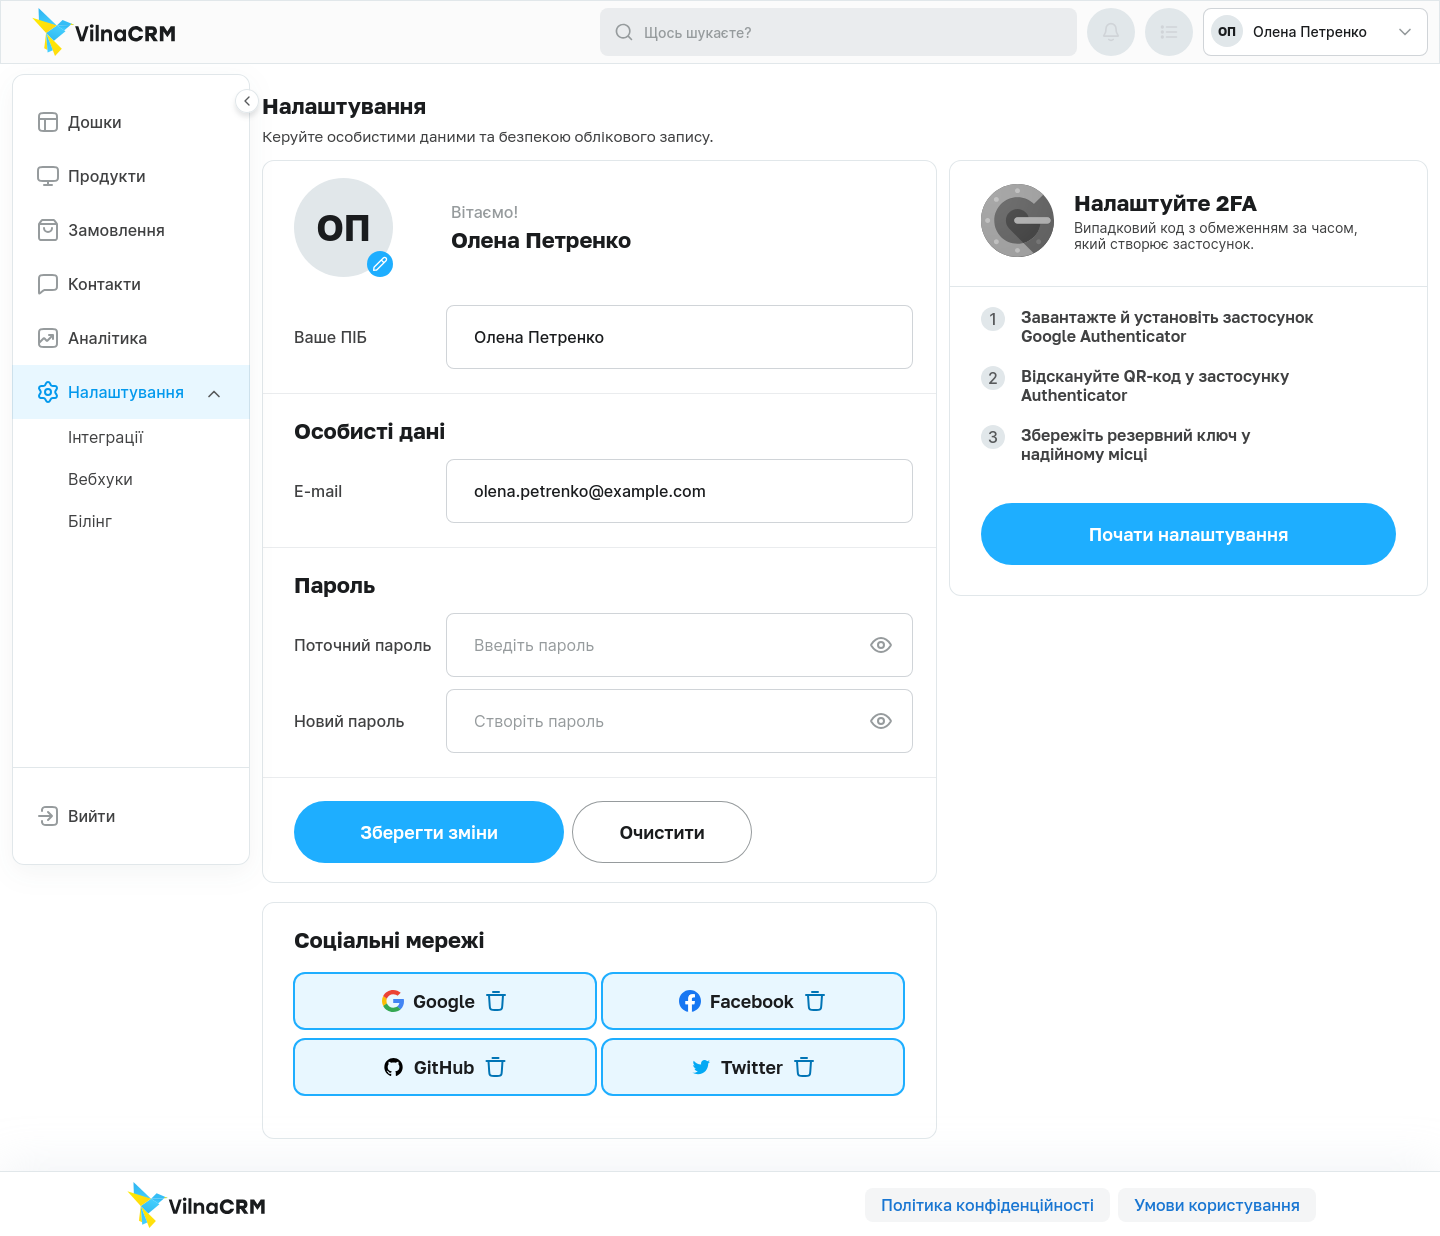 VilnaCRM
Щось шукаєте?
ОП
Олена Петренко
Дошки
Продукти
Замовлення
Контакти
Аналітика
Налаштування
Інтеграції
Вебхуки
Білінг
Вийти
Налаштування
Керуйте особистими даними та безпекою облікового запису.
ОП
Вітаємо!
Олена Петренко
Ваше ПІБ
Олена Петренко
Особисті дані
E-mail
olena.petrenko@example.com
Пароль
Поточний пароль
Введіть пароль
Новий пароль
Створіть пароль
Зберегти зміни
Очистити
Соціальні мережі
Google
Facebook
GitHub
Twitter
Налаштуйте 2FA
Випадковий код з обмеженням за часом,
який створює застосунок.
1
Завантажте й установіть застосунок
Google Authenticator
2
Відскануйте QR-код у застосунку
Authenticator
3
Збережіть резервний ключ у
надійному місці
Почати налаштування
VilnaCRM
Політика конфіденційності
Умови користування